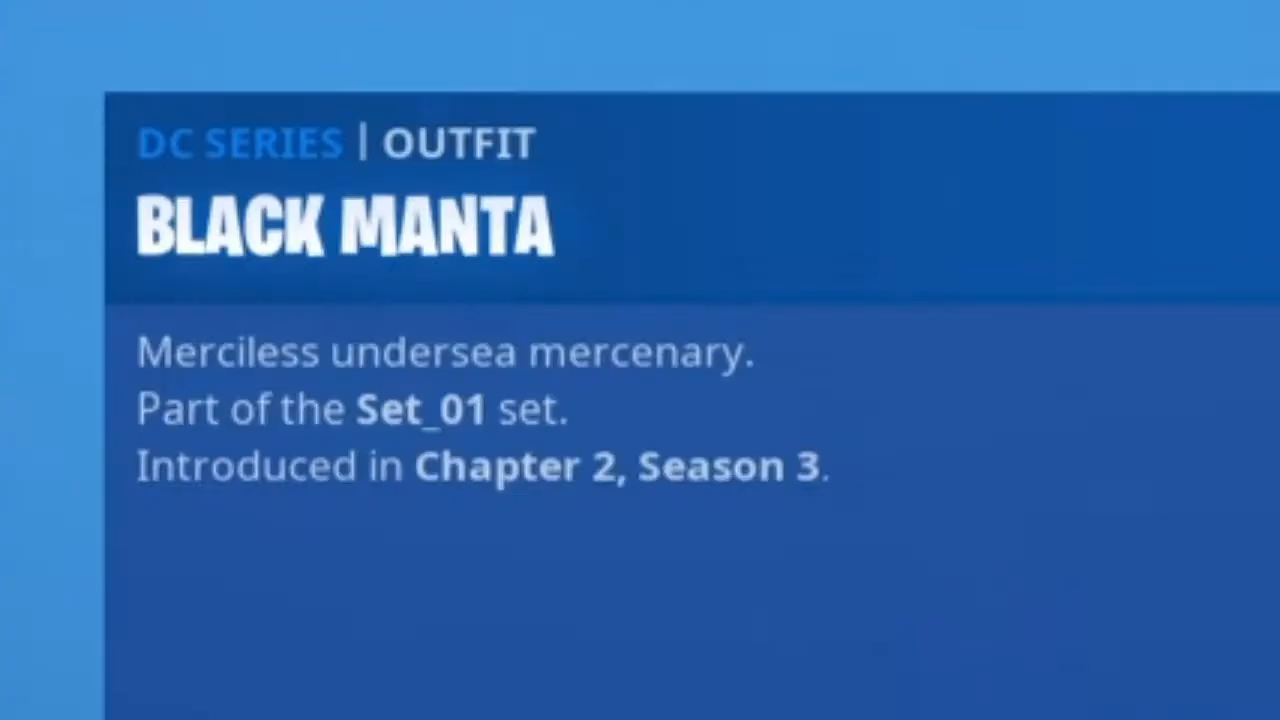 DC SERIES | OUTFIT
BLACK MANTA
Merciless undersea mercenary.
Part of the Set_01 set.
Introduced in Chapter 2, Season 3.